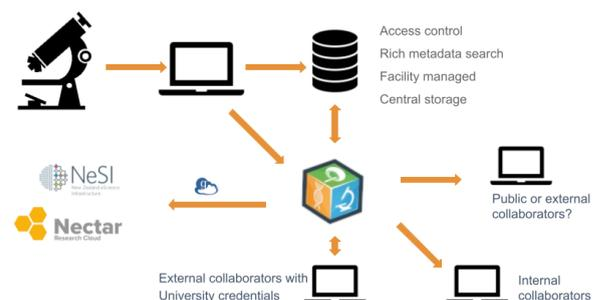 Access control
Rich metadata search
Facility managed
Central storage
NeSI
New Zealand eScience
Infrastructure
Nectar
Research Cloud
g
Public or external
collaborators?
External collaborators with
University credentials
Internal
collaborators